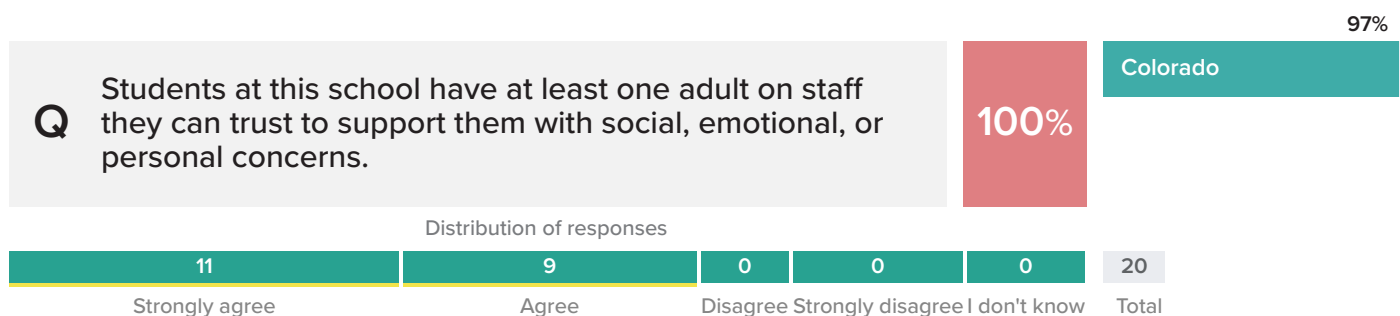 97%
Colorado
Q
Students at this school have at least one adult on staff
they can trust to support them with social, emotional, or
personal concerns.
100%
Distribution of responses
11 9 0 0 0 20
Strongly agree Agree Disagree Strongly disagree I don't know Total